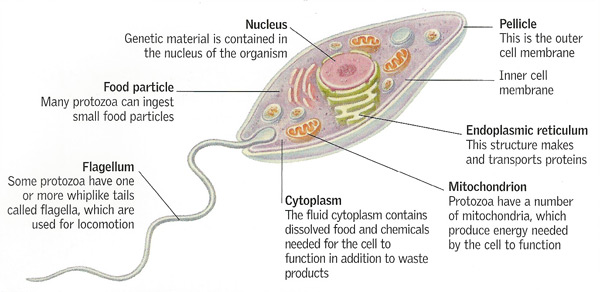 Nucleus
Genetic material is contained in
the nucleus of the organism
Pellicle
This is the outer
cell membrane
Inner cell
membrane
Food particle
Many protozoa can ingest
small food particles
Endoplasmic reticulum
This structure makes
and transports proteins
Flagellum
Some protozoa have one
or more whiplike tails
called flagella, which are
used for locomotion
Cytoplasm
The fluid cytoplasm contains
dissolved food and chemicals
needed for the cell to
function in addition to waste
products
Mitochondrion
Protozoa have a number
of mitochondria, which
produce energy needed
by the cell to function